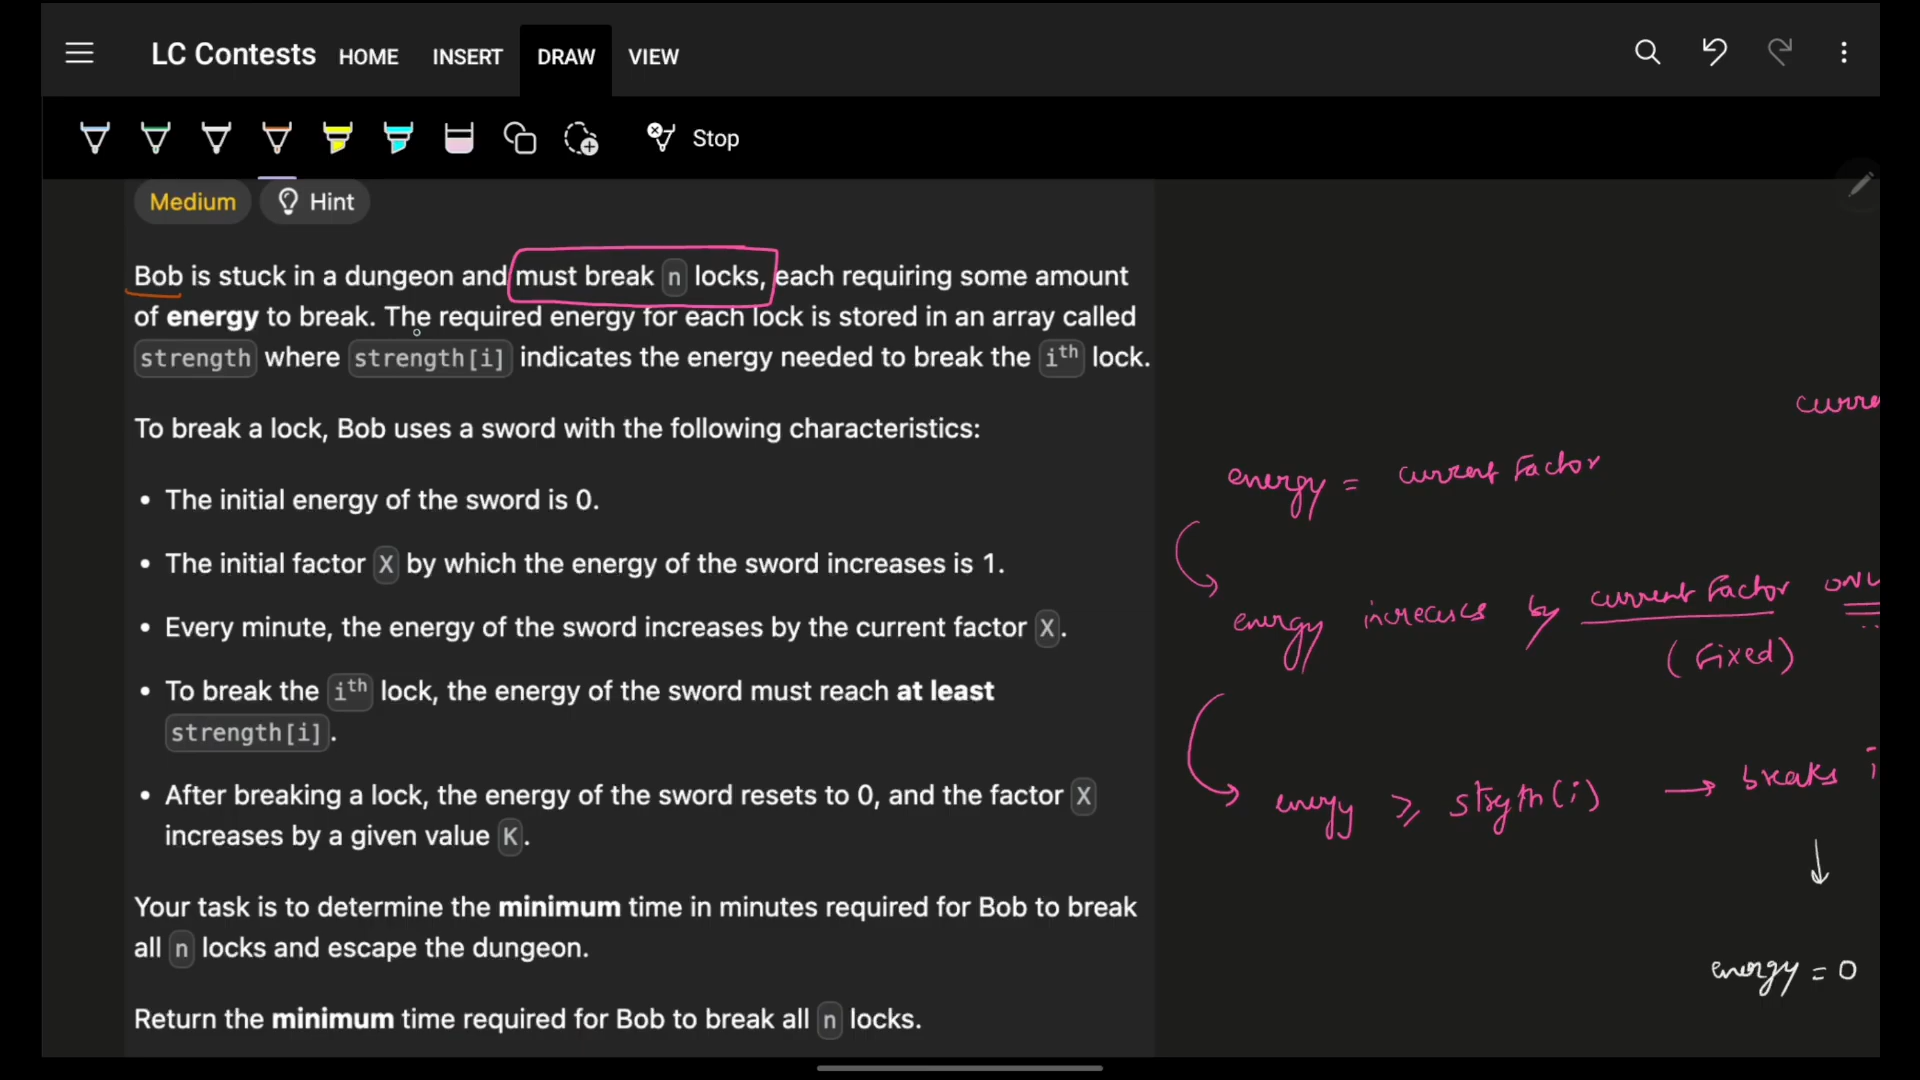 LC Contests HOME INSERT DRAW VIEW
Stop
Medium Hint
Bob is stuck in a dungeon and must break n locks, each requiring some amount
of energy to break. The required energy for each lock is stored in an array called
strength where strength[i] indicates the energy needed to break the ith lock.
To break a lock, Bob uses a sword with the following characteristics:
• The initial energy of the sword is 0.
• The initial factor X by which the energy of the sword increases is 1.
• Every minute, the energy of the sword increases by the current factor X.
• To break the ith lock, the energy of the sword must reach at least
strength[i].
• After breaking a lock, the energy of the sword resets to 0, and the factor X
increases by a given value K.
Your task is to determine the minimum time in minutes required for Bob to break
all n locks and escape the dungeon.
Return the minimum time required for Bob to break all n locks.
curre
energy = current Factor
energy increases by current factor
(fixed)
energy ⩾ (i) → breaks
↓
energy = 0